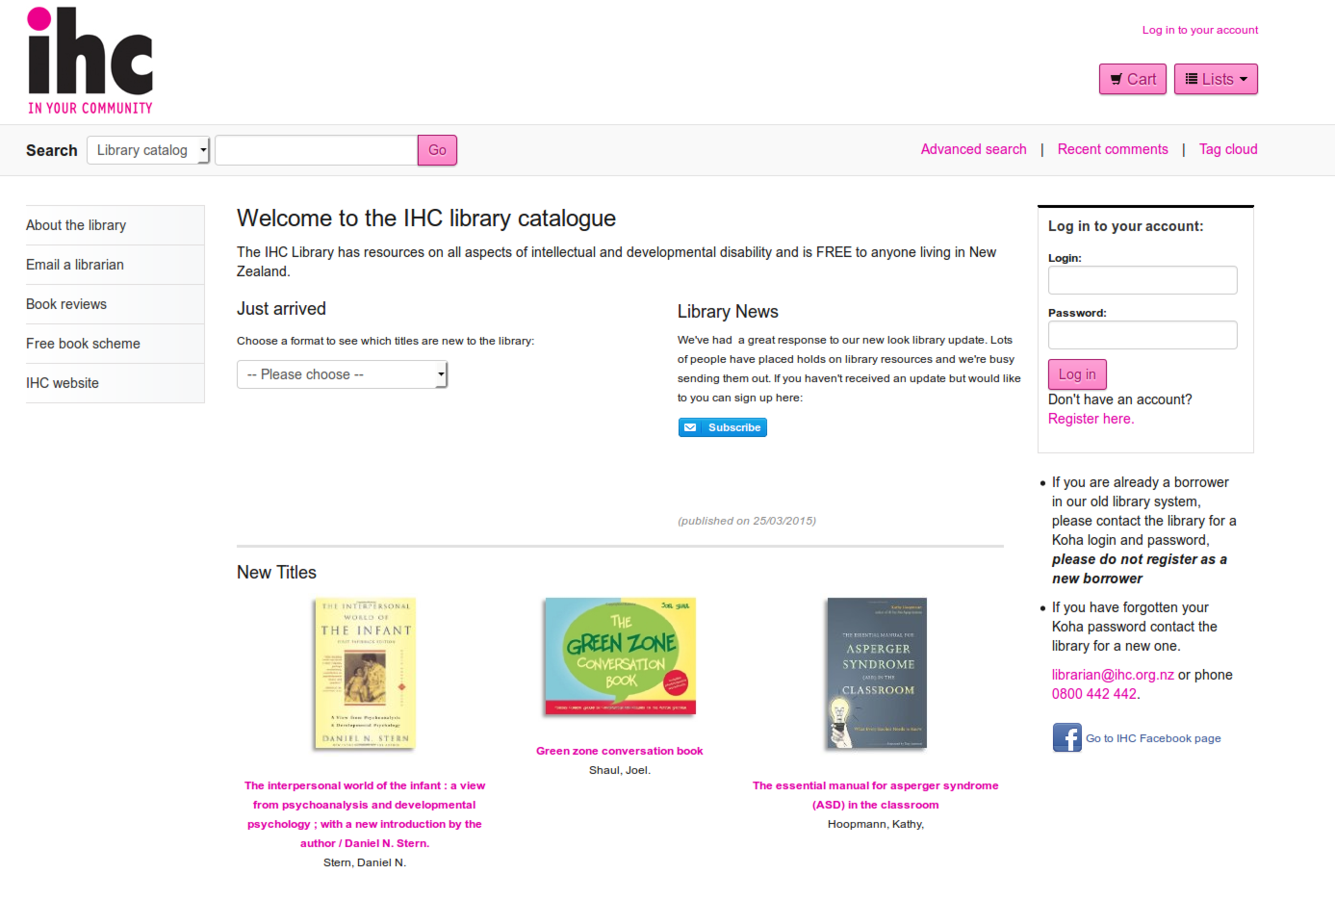 ihc
IN YOUR COMMUNITY
Log in to your account
Cart
Lists
Search
Library catalog
Go
Advanced search | Recent comments | Tag cloud
About the library
Email a librarian
Book reviews
Free book scheme
IHC website
Welcome to the IHC library catalogue
The IHC Library has resources on all aspects of intellectual and developmental disability and is FREE to anyone living in New
Zealand.
Just arrived
Choose a format to see which titles are new to the library:
-- Please choose --
Library News
We've had a great response to our new look library update. Lots
of people have placed holds on library resources and we're busy
sending them out. If you haven't received an update but would like
to you can sign up here:
Subscribe
(published on 25/03/2015)
New Titles
THE INTERPERSONAL
WORLD OF
THE INFANT
A View from Psychoanalysis
& Developmental Psychology
DANIEL N. STERN
The interpersonal world of the infant : a view
from psychoanalysis and developmental
psychology ; with a new introduction by the
author / Daniel N. Stern.
Stern, Daniel N.
JOEL SHAUL
THE
GREEN ZONE
CONVERSATION
BOOK
Green zone conversation book
Shaul, Joel.
THE ESSENTIAL MANUAL FOR
ASPERGER
SYNDROME
(ASD) IN THE
CLASSROOM
The essential manual for asperger syndrome
(ASD) in the classroom
Hoopmann, Kathy,
Log in to your account:
Login:
Password:
Log in
Don't have an account?
Register here.
If you are already a borrower
in our old library system,
please contact the library for a
Koha login and password,
please do not register as a
new borrower
If you have forgotten your
Koha password contact the
library for a new one.
librarian@ihc.org.nz or phone
0800 442 442.
f
Go to IHC Facebook page